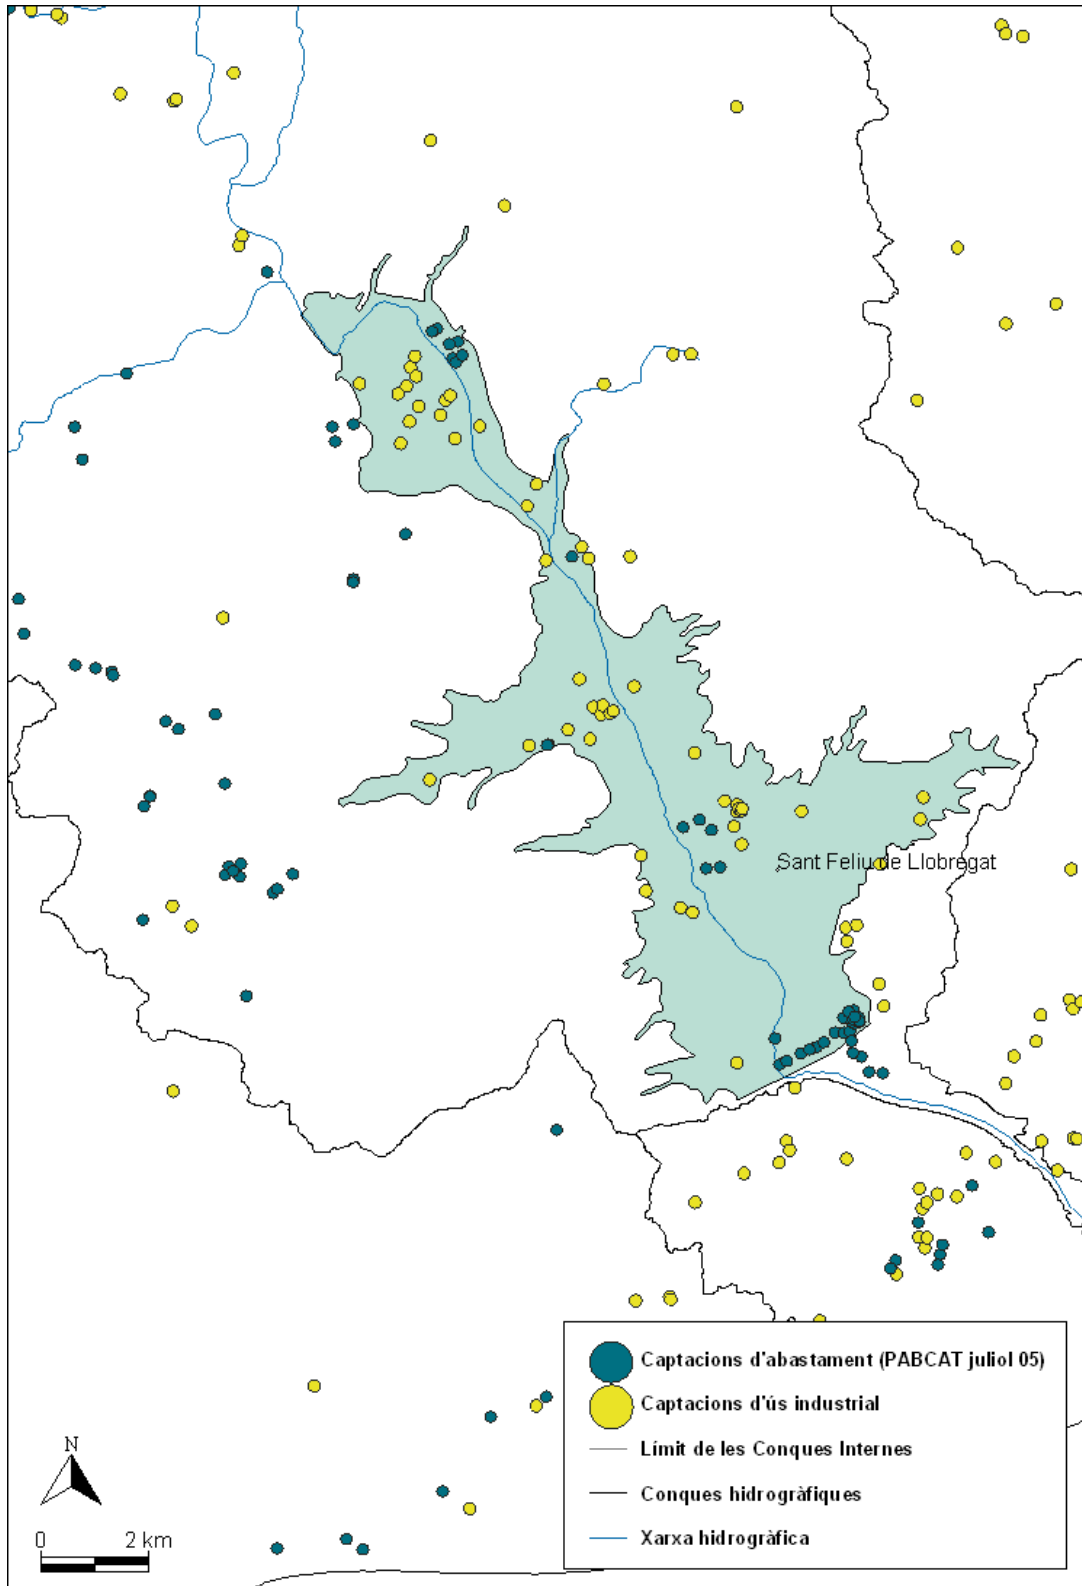 Sant Feliu de Llobregat
Captacions d'abastament (PABCAT juliol 05)
Captacions d'ús industrial
Límit de les Conques Internes
Conques hidrogràfiques
Xarxa hidrogràfica
N
0 2 km